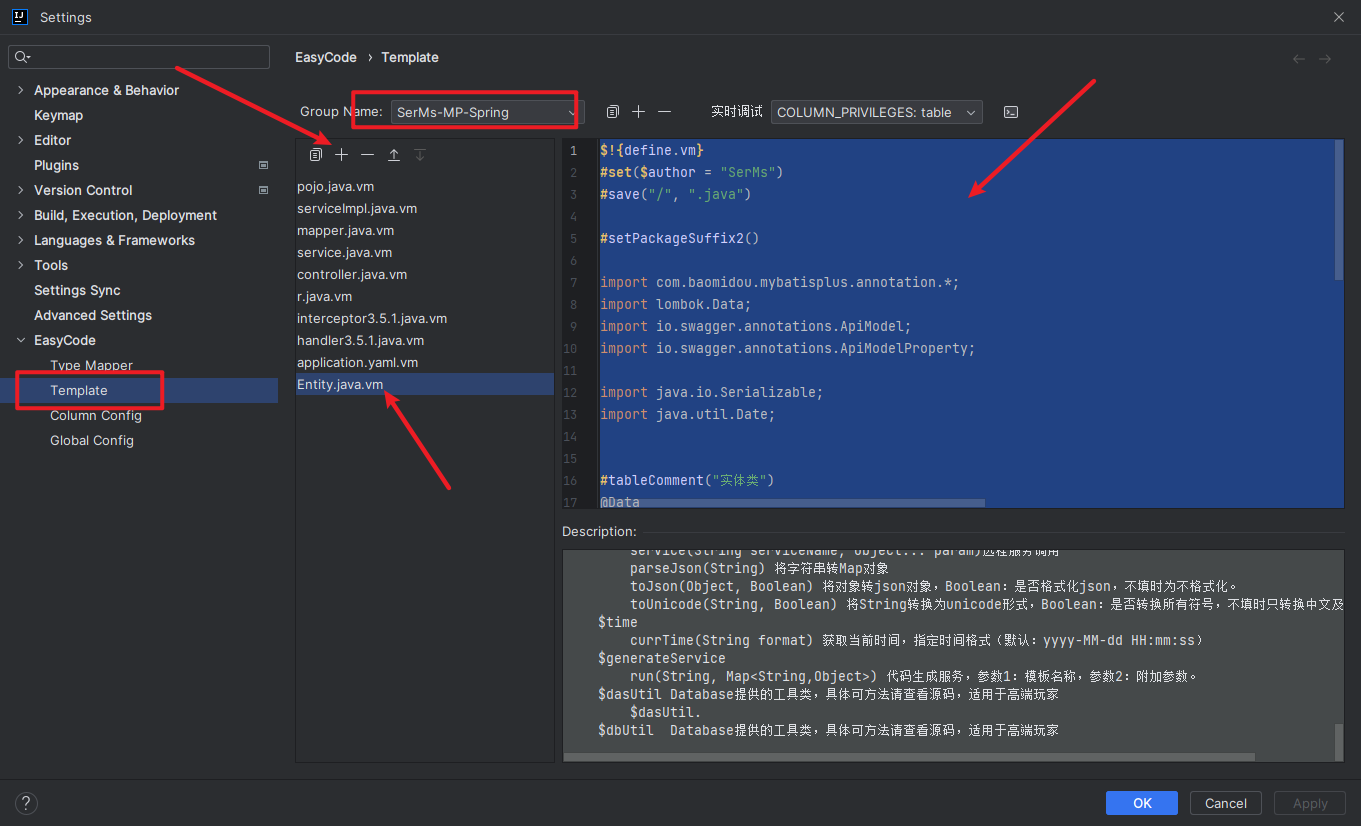 Settings
EasyCode › Template
Appearance & Behavior
Keymap
Editor
Plugins
Version Control
Build, Execution, Deployment
Languages & Frameworks
Tools
Settings Sync
Advanced Settings
EasyCode
Type Mapper
Template
Column Config
Global Config
Group Name: SerMs-MP-Spring
实时调试 COLUMN_PRIVILEGES: table
pojo.java.vm
serviceImpl.java.vm
mapper.java.vm
service.java.vm
controller.java.vm
r.java.vm
interceptor3.5.1.java.vm
handler3.5.1.java.vm
application.yaml.vm
Entity.java.vm
1 $!{define.vm}
2 #set($author = "SerMs")
3 #save("/", ".java")
4
5 #setPackageSuffix2()
6
7 import com.baomidou.mybatisplus.annotation.*;
8 import lombok.Data;
9 import io.swagger.annotations.ApiModel;
10 import io.swagger.annotations.ApiModelProperty;
11
12 import java.io.Serializable;
13 import java.util.Date;
14
15
16 #tableComment("实体类")
17 @Data
Description:
service(String serviceName, Object... param)远程服务调用
parseJson(String) 将字符串转Map对象
toJson(Object, Boolean) 将对象转json对象，Boolean：是否格式化json，不填时为不格式化。
toUnicode(String, Boolean) 将String转换为unicode形式，Boolean：是否转换所有符号，不填时只转换中文及
$time
currTime(String format) 获取当前时间，指定时间格式（默认：yyyy-MM-dd HH:mm:ss）
$generateService
run(String, Map<String,Object>) 代码生成服务，参数1：模板名称，参数2：附加参数。
$dasUtil Database提供的工具类，具体可方法请查看源码，适用于高端玩家
$dasUtil.
$dbUtil Database提供的工具类，具体可方法请查看源码，适用于高端玩家
?
OK
Cancel
Apply